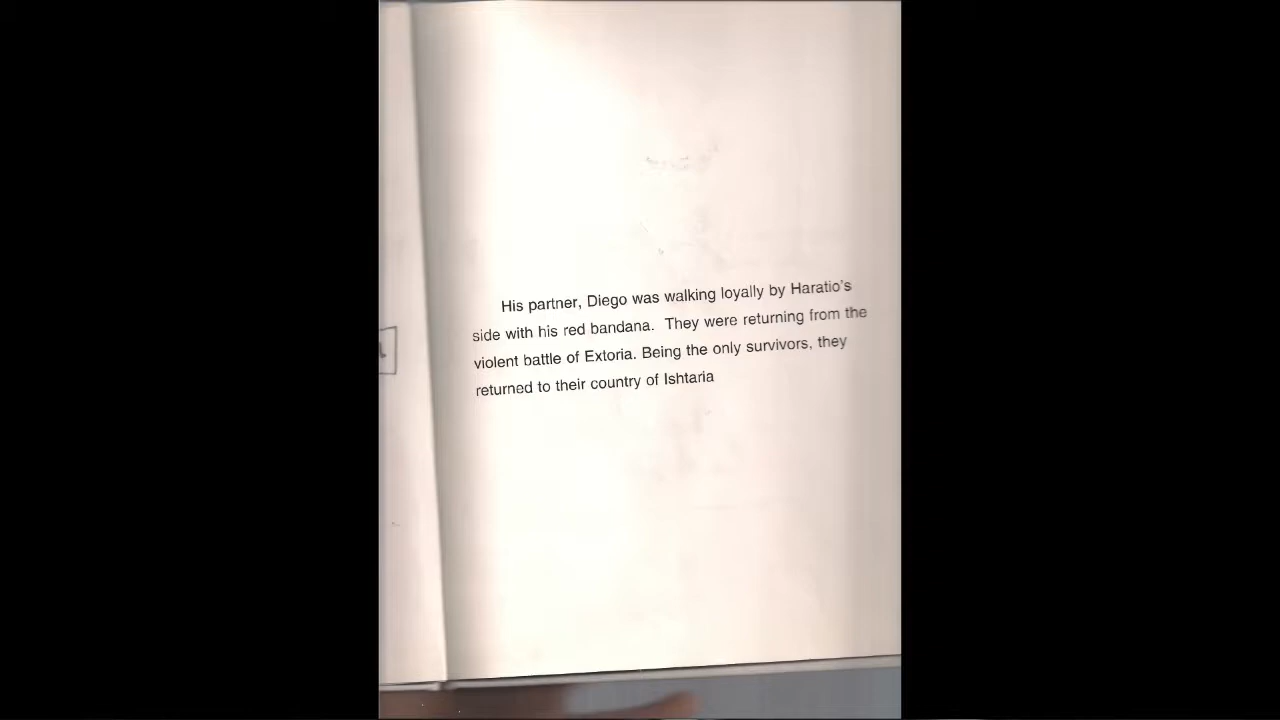 His partner, Diego was walking loyally by Haratio's
side with his red bandana.  They were returning from the
violent battle of Extoria. Being the only survivors, they
returned to their country of Ishtaria